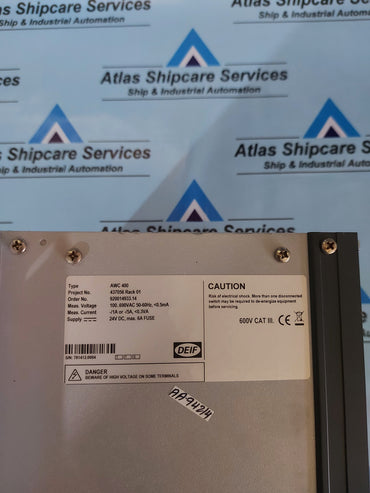 Atlas Shipcare Services
Ship & Industrial Automation
Atlas Shipcare Services
Ship & Industrial Automation
Atlas Shipcare Services
Ship & Industrial Automation
Atlas Shipcare Services
Ship & Industrial Automation
Atlas Shipcare Services
Ship & Industrial Automation
Type AWC 400
Project No. 437056 Rack 01
Order No. 920014933.14
Meas. Voltage 100..690VAC 50-60Hz, <0.5mA
Meas. Current -/1A or -/5A, <0.3VA
Supply 24V DC, max. 6A FUSE
DEIF
DANGER
BEWARE OF HIGH VOLTAGE ON SOME TERMINALS
CAUTION
Risk of electrical shock. More than one disconnected
switch may be required to de-energize equipment
before servicing.
600V CAT III. CE
AA9424